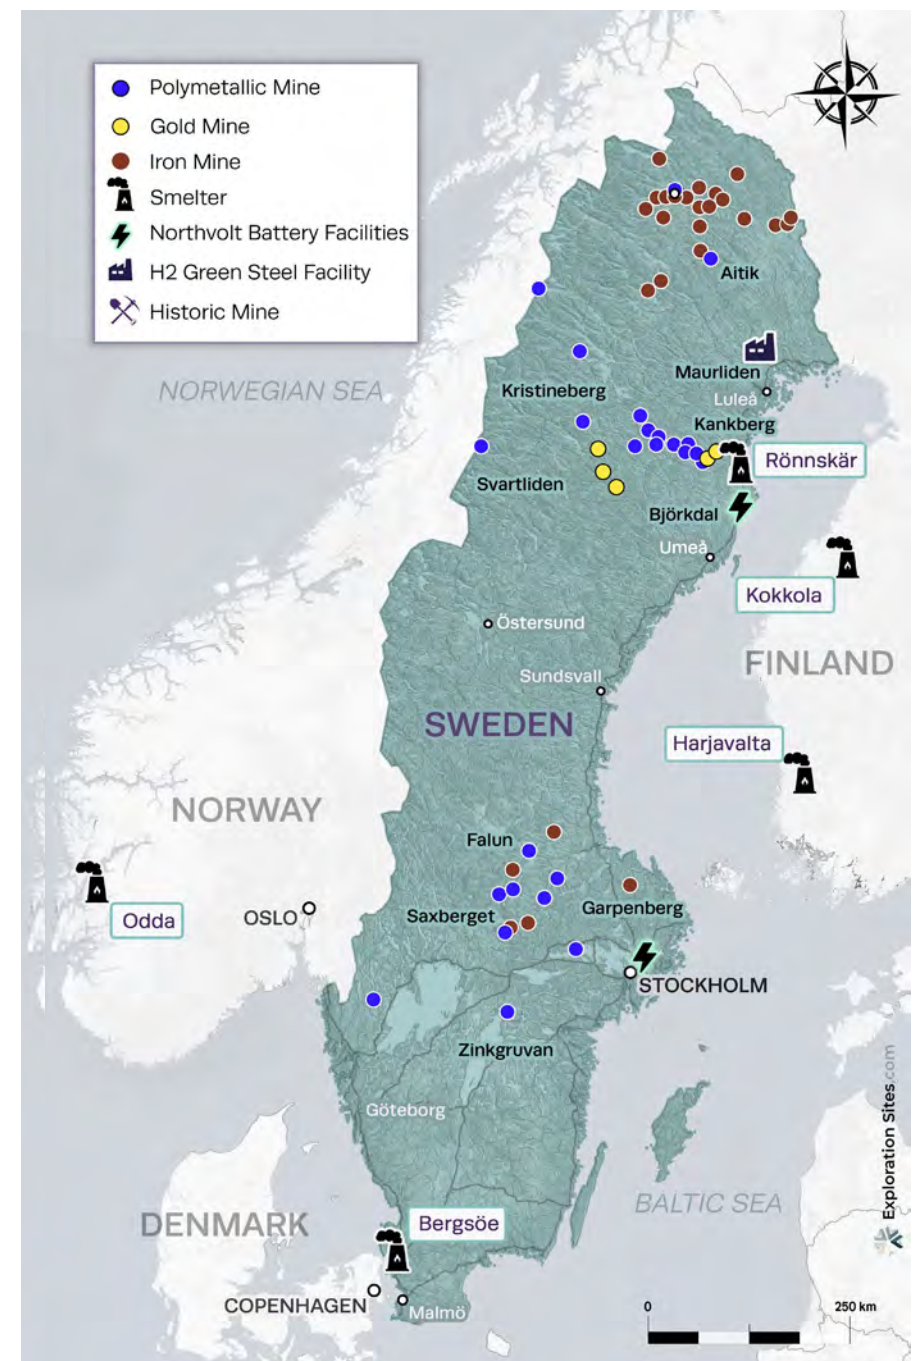 Polymetallic Mine
Gold Mine
Iron Mine
Smelter
Northvolt Battery Facilities
H2 Green Steel Facility
Historic Mine
Aitik
NORWEGIAN SEA
Maurliden
Kristineberg
Luleå
Kankberg
Rönnskär
Svartliden
Björkdal
Umeå
Kokkola
Östersund
FINLAND
Sundsvall
SWEDEN
Harjavalta
NORWAY
Falun
Odda
OSLO
Saxberget
Garpenberg
STOCKHOLM
Zinkgruvan
Göteborg
Exploration Sites.com
BALTIC SEA
DENMARK
Bergsöe
COPENHAGEN
Malmö
0 250 km